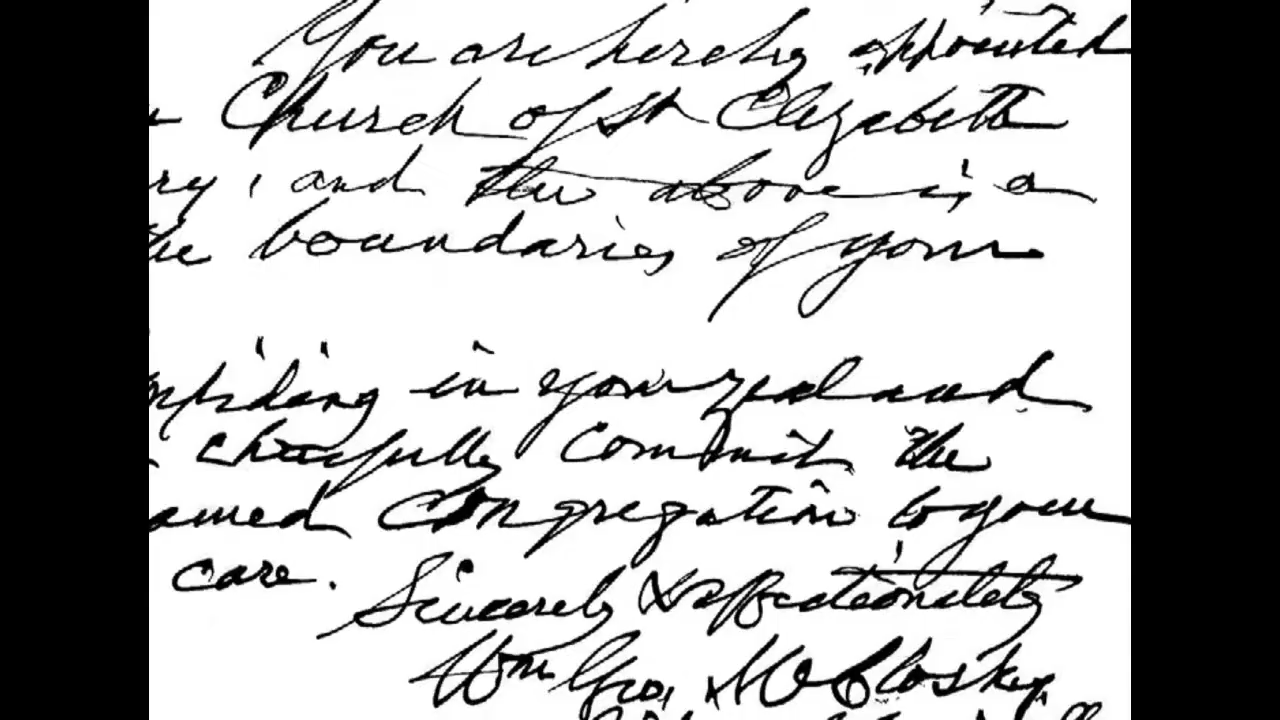 You are hereby appointed
Church of St Elizabeth
ry, and the above is a
the boundaries of your
nfiding in your zeal and
cheerfully commit the
amed congregation to your
care.
Sincerely & affectionately
Wm Geo. McCloskey